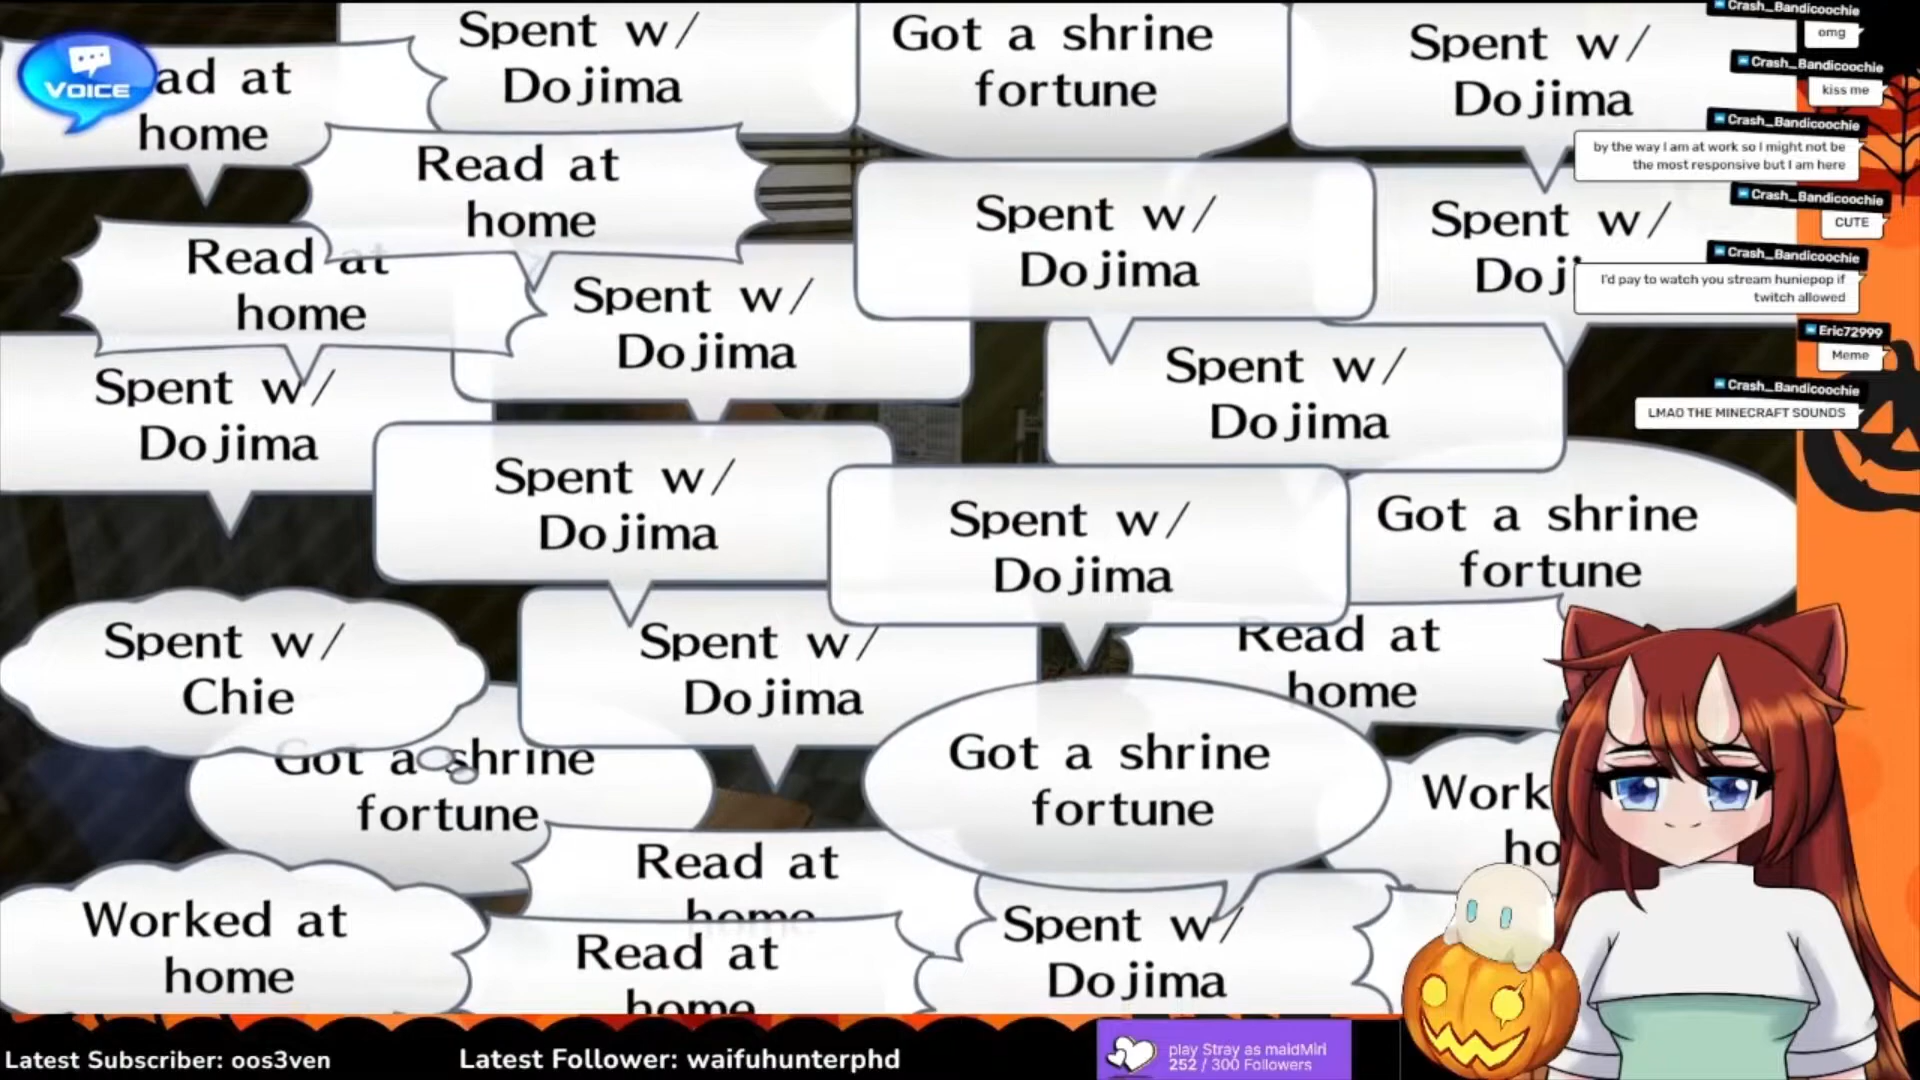 VOICE
ad at
home
Spent w/
Dojima
Got a shrine
fortune
Spent w/
Dojima
Read at
home
Read at
home
Spent w/
Dojima
Spent w/
Dojima
Spent w/
Doj
Spent w/
Dojima
Spent w/
Dojima
Spent w/
Dojima
Spent w/
Dojima
Got a shrine
fortune
Spent w/
Chie
Spent w/
Dojima
Read at
home
Got a shrine
fortune
Got a shrine
fortune
Work
ho
Read at
home
Worked at
home
Read at
home
Spent w/
Dojima
Crash_Bandicoochie
omg
Crash_Bandicoochie
kiss me
Crash_Bandicoochie
by the way I am at work so I might not be
the most responsive but I am here
Crash_Bandicoochie
CUTE
Crash_Bandicoochie
I'd pay to watch you stream huniepop if
twitch allowed
Eric72999
Meme
Crash_Bandicoochie
LMAO THE MINECRAFT SOUNDS
Latest Subscriber: oos3ven
Latest Follower: waifuhunterphd
play Stray as maidMiri
252 / 300 Followers